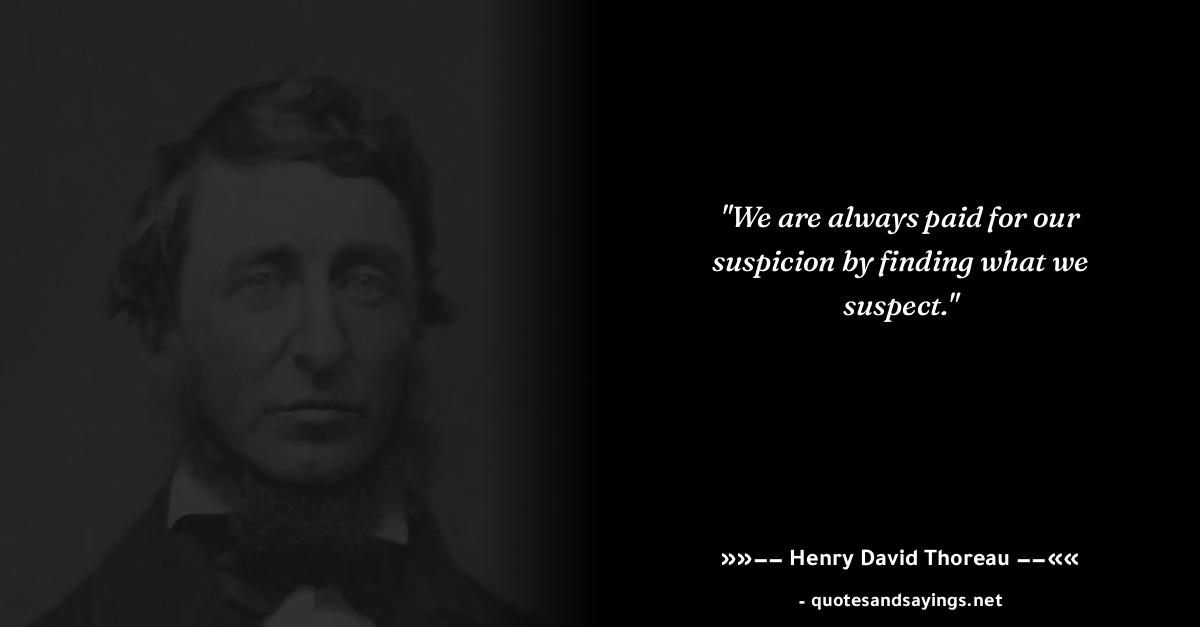 "We are always paid for our
suspicion by finding what we
suspect."
»»–– Henry David Thoreau ––««
- quotesandsayings.net